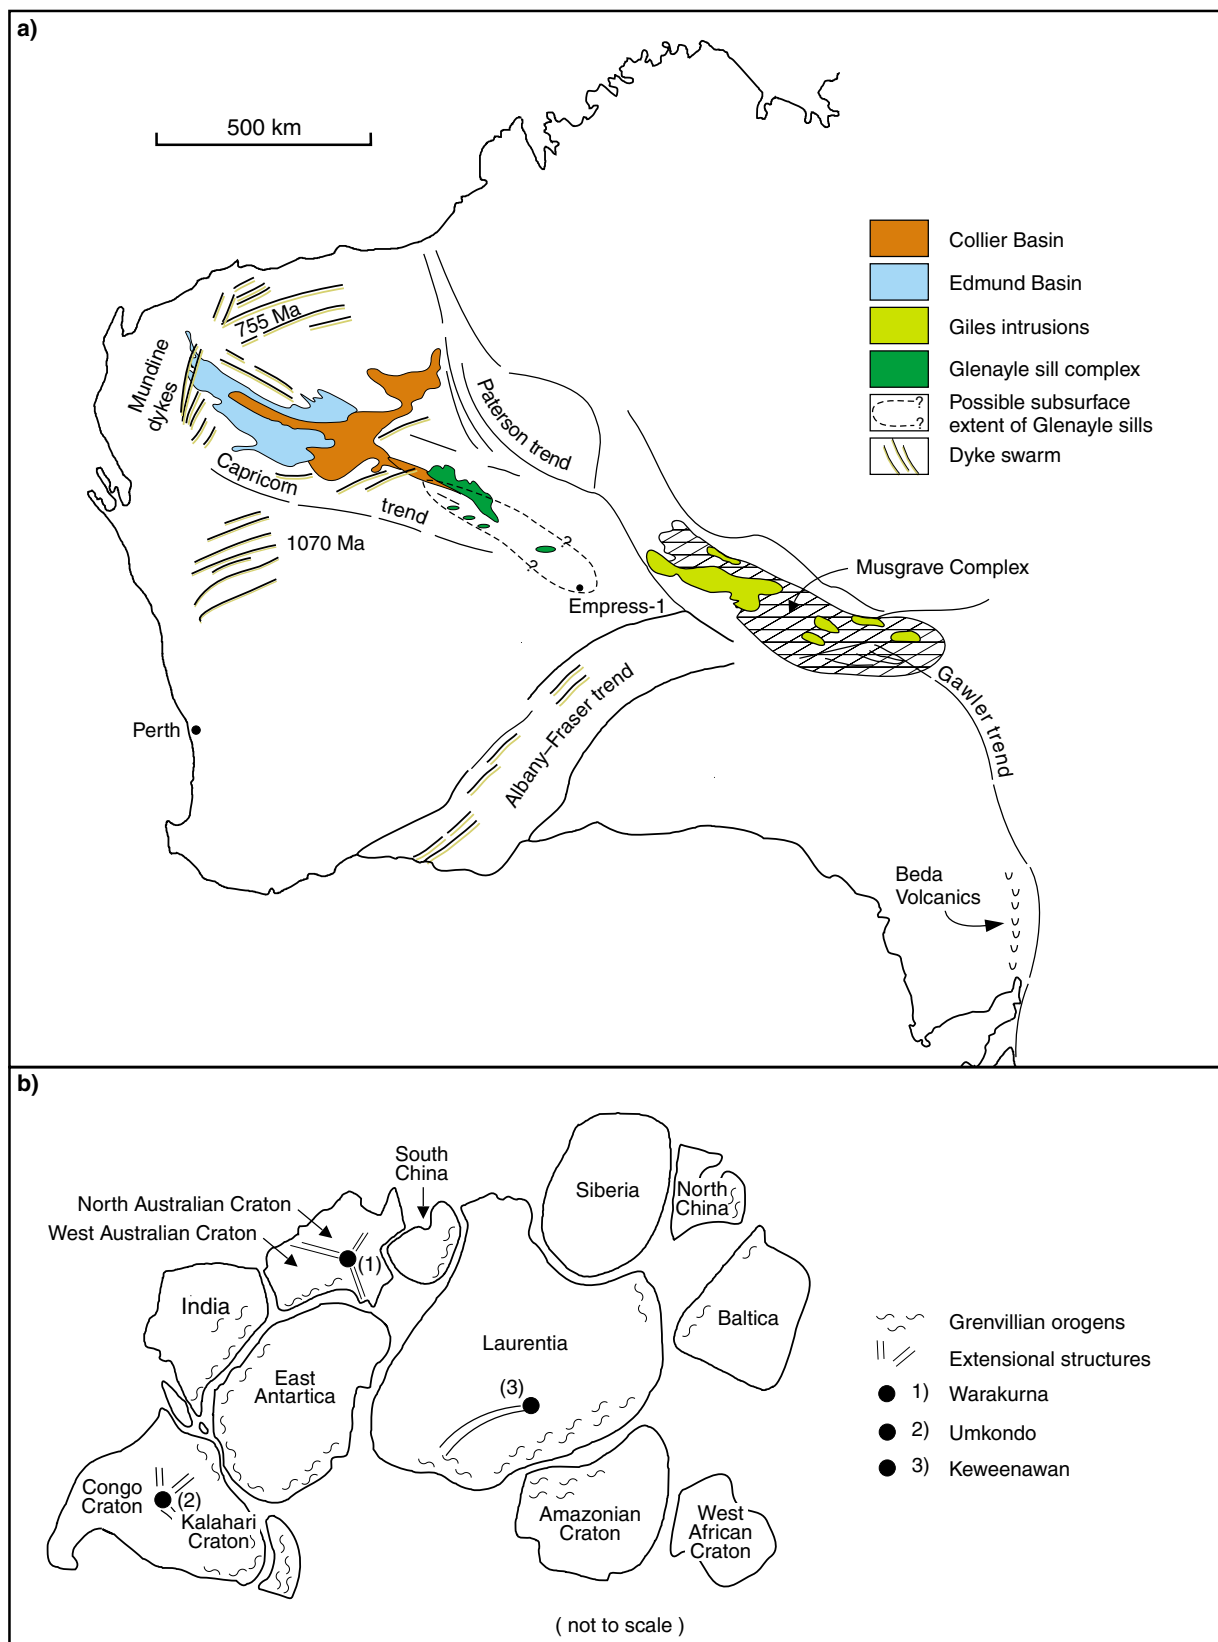 a)
500 km
Collier Basin
Edmund Basin
Giles intrusions
Glenayle sill complex
?
?
Possible subsurface
extent of Glenayle sills
Dyke swarm
755 Ma
Mundine
dykes
Paterson trend
Capricorn
trend
1070 Ma
?
?
Empress-1
Musgrave Complex
Albany–Fraser trend
Gawler trend
Perth
Beda
Volcanics
b)
South
China
North Australian Craton
West Australian Craton
(1)
India
East
Antartica
Siberia
North
China
Laurentia
(3)
Baltica
Congo
Craton
(2)
Kalahari
Craton
Amazonian
Craton
West
African
Craton
Grenvillian orogens
Extensional structures
1) Warakurna
2) Umkondo
3) Keweenawan
( not to scale )